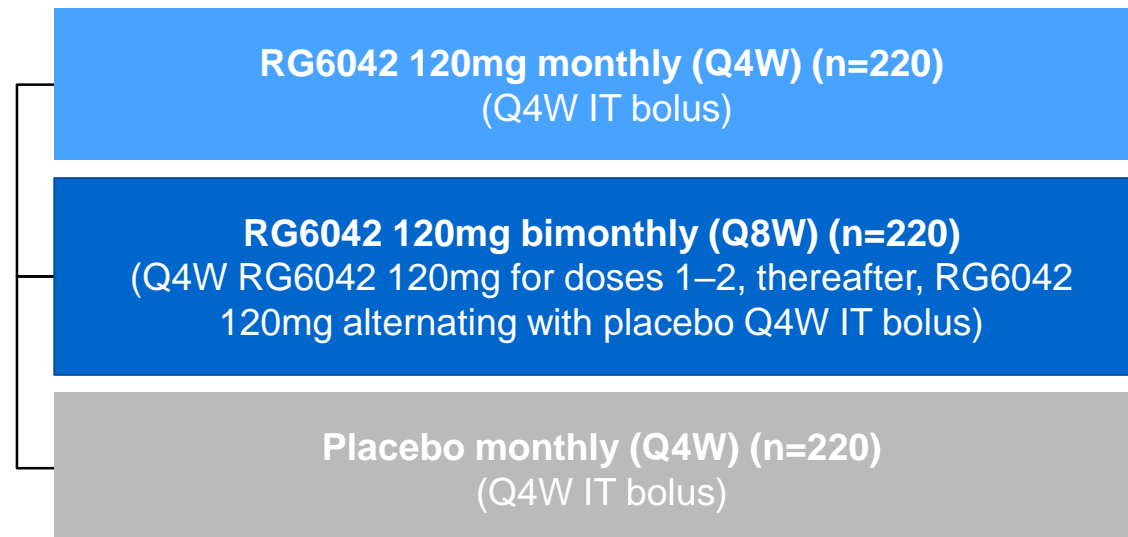 RG6042 120mg monthly (Q4W) (n=220)
(Q4W IT bolus)
RG6042 120mg bimonthly (Q8W) (n=220)
(Q4W RG6042 120mg for doses 1–2, thereafter, RG6042
120mg alternating with placebo Q4W IT bolus)
Placebo monthly (Q4W) (n=220)
(Q4W IT bolus)